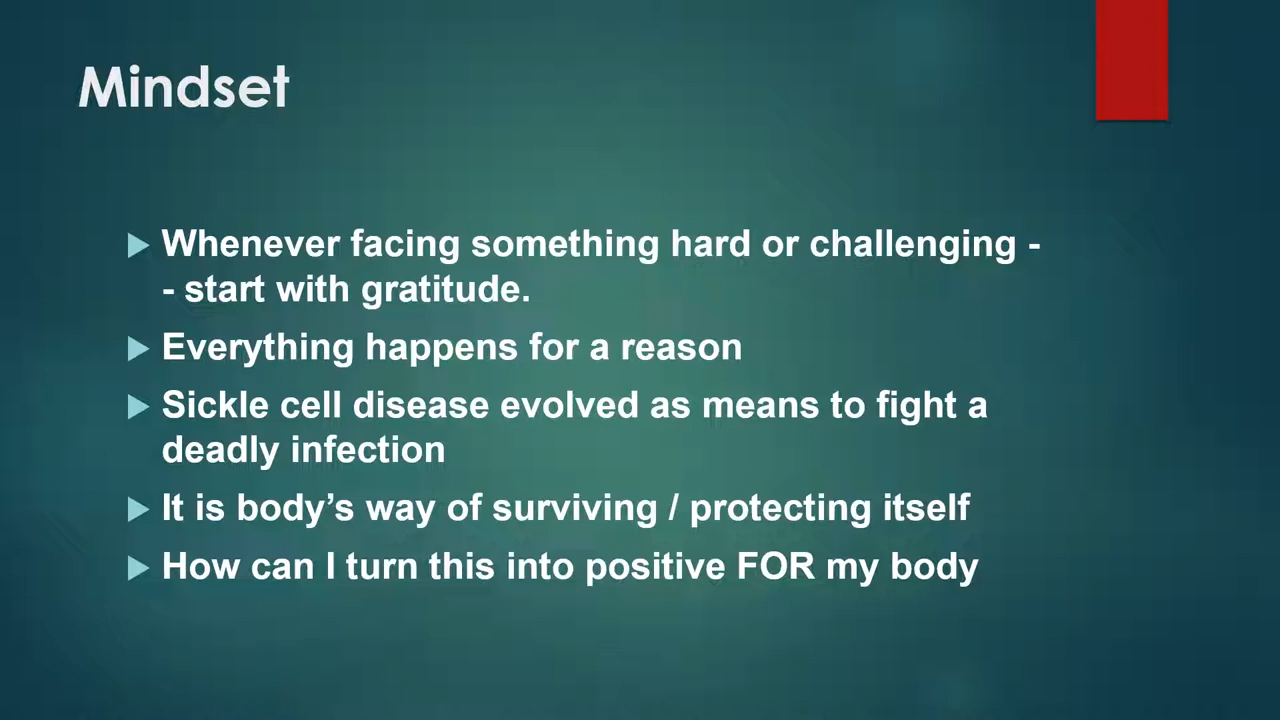 Mindset
Whenever facing something hard or challenging -
- start with gratitude.
Everything happens for a reason
Sickle cell disease evolved as means to fight a
deadly infection
It is body’s way of surviving / protecting itself
How can I turn this into positive FOR my body